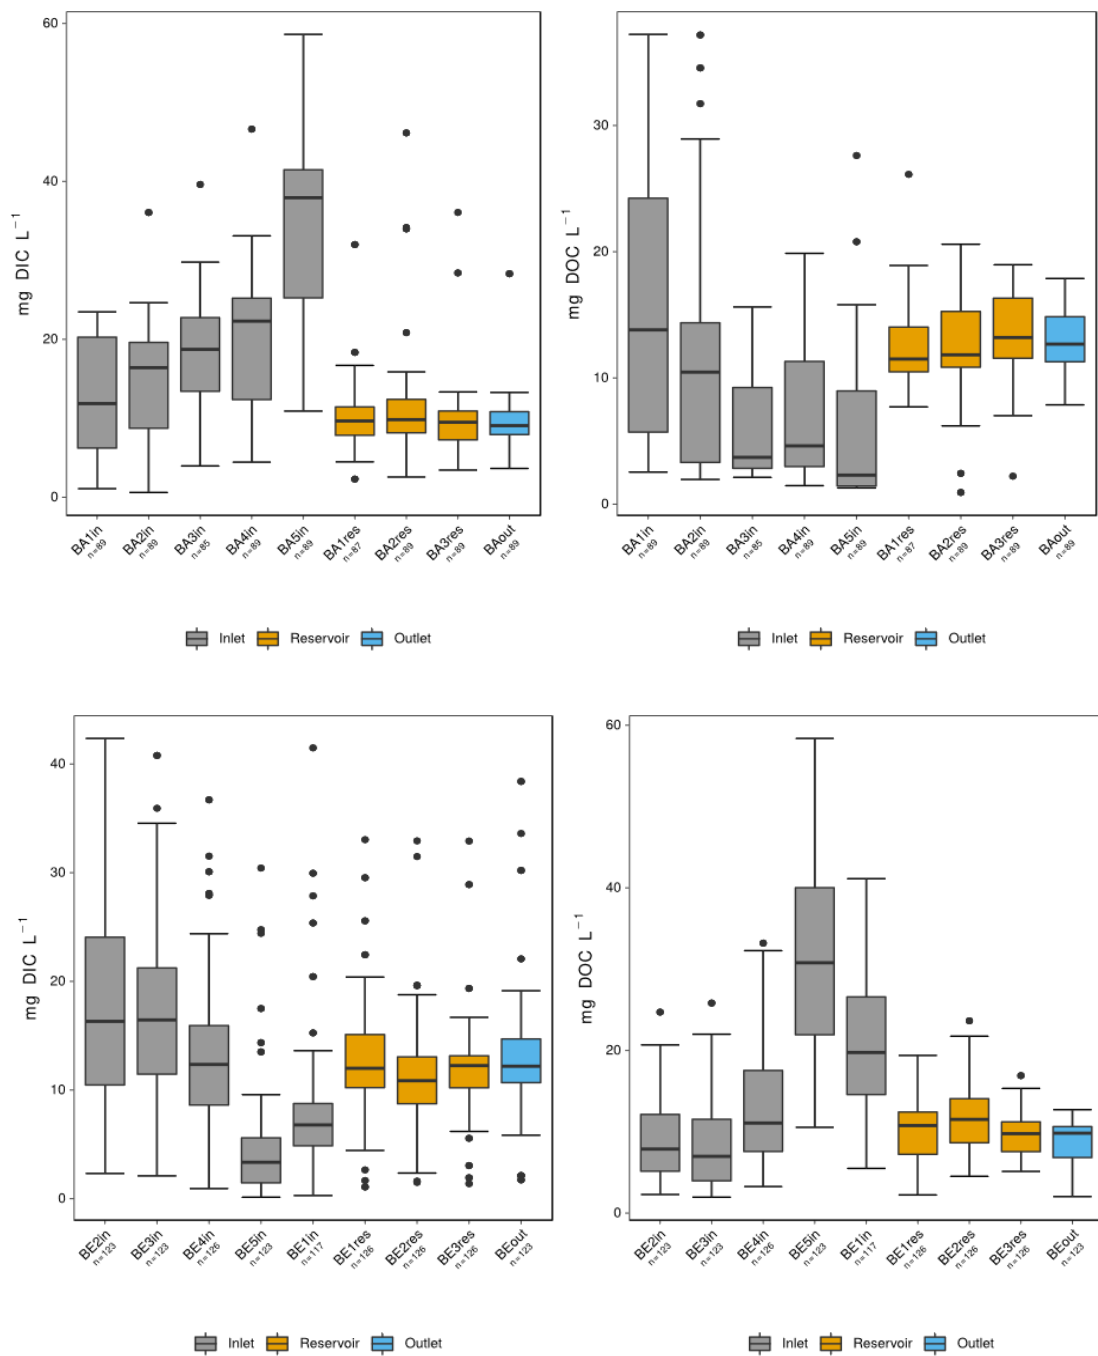 mg DIC L⁻¹
60
40
20
0
BA1in n=89
BA2in n=89
BA3in n=85
BA4in n=89
BA5in n=89
BA1res n=87
BA2res n=89
BA3res n=89
BAout n=89
Inlet Reservoir Outlet
mg DOC L⁻¹
30
20
10
0
BA1in n=89
BA2in n=89
BA3in n=85
BA4in n=89
BA5in n=89
BA1res n=87
BA2res n=89
BA3res n=89
BAout n=89
Inlet Reservoir Outlet
mg DIC L⁻¹
40
30
20
10
0
BE2in n=123
BE3in n=123
BE4in n=126
BE5in n=123
BE1in n=117
BE1res n=126
BE2res n=126
BE3res n=126
BEout n=123
Inlet Reservoir Outlet
mg DOC L⁻¹
60
40
20
0
BE2in n=123
BE3in n=123
BE4in n=126
BE5in n=123
BE1in n=117
BE1res n=126
BE2res n=126
BE3res n=126
BEout n=123
Inlet Reservoir Outlet